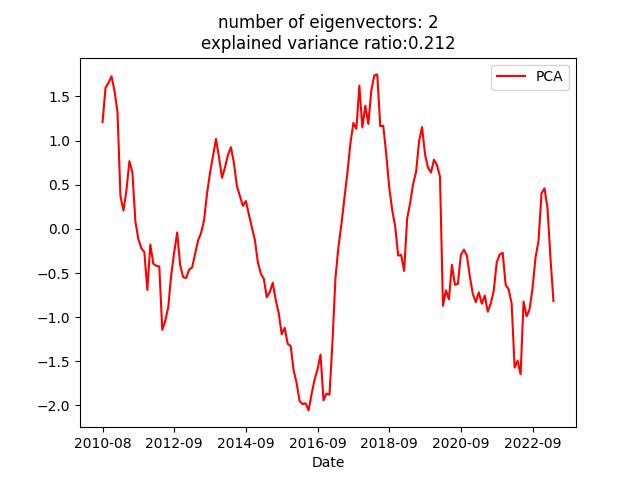 number of eigenvectors: 2
explained variance ratio:0.212
PCA
1.5
1.0
0.5
0.0
−0.5
−1.0
−1.5
−2.0
2010-08 2012-09 2014-09 2016-09 2018-09 2020-09 2022-09
Date